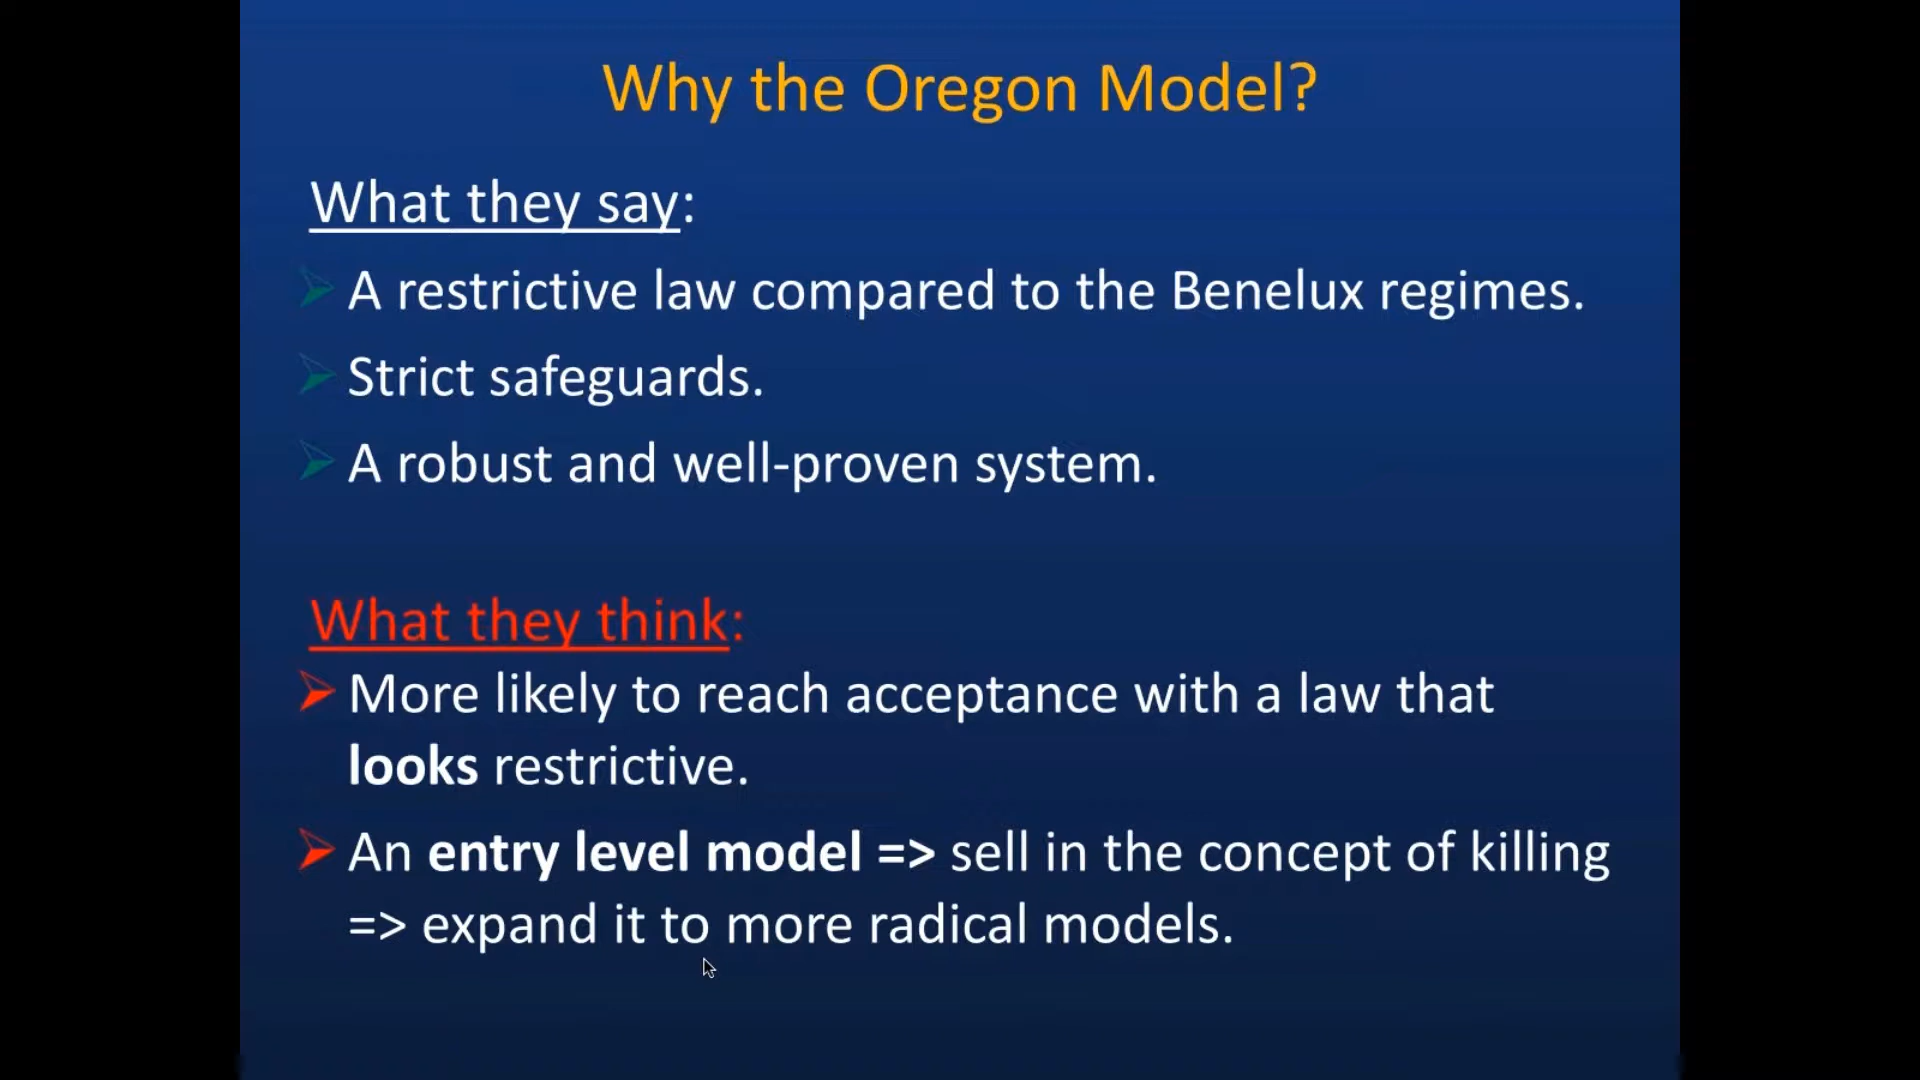 Why the Oregon Model?
What they say:
A restrictive law compared to the Benelux regimes.
Strict safeguards.
A robust and well-proven system.
What they think:
More likely to reach acceptance with a law that
looks restrictive.
An entry level model => sell in the concept of killing
=> expand it to more radical models.